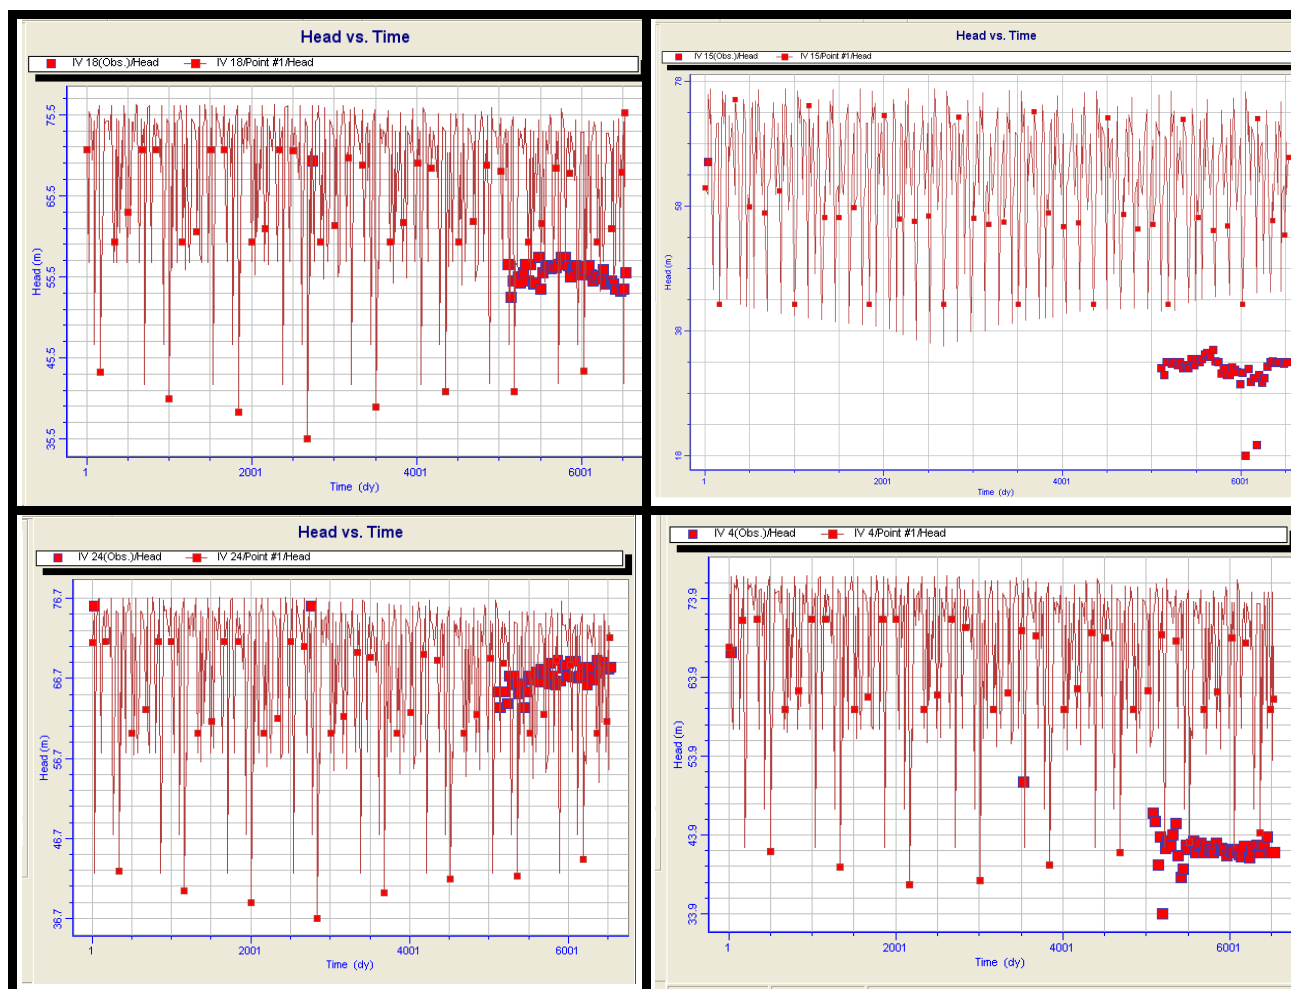 Head vs. Time
IV 18(Obs.)/Head IV 18/Point #1/Head
75.5
65.5
55.5
45.5
35.5
Head (m)
1 2001 4001 6001
Time (dy)
Head vs. Time
IV 15(Obs.)/Head IV 15/Point #1/Head
78
58
38
18
Head (m)
1 2001 4001 6001
Time (dy)
Head vs. Time
IV 24(Obs.)/Head IV 24/Point #1/Head
76.7
66.7
56.7
46.7
36.7
Head (m)
1 2001 4001 6001
Time (dy)
IV 4(Obs.)/Head IV 4/Point #1/Head
73.9
63.9
53.9
43.9
33.9
Head (m)
1 2001 4001 6001
Time (dy)